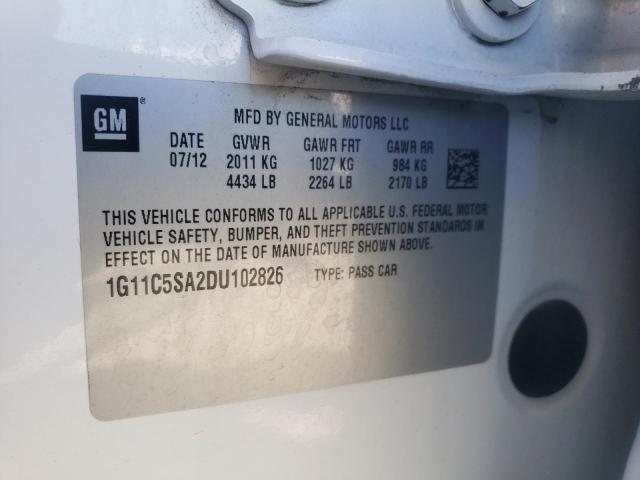 GM
MFD BY GENERAL MOTORS LLC
DATE GVWR GAWR FRT GAWR RR
07/12 2011 KG 1027 KG 984 KG
4434 LB 2264 LB 2170 LB
THIS VEHICLE CONFORMS TO ALL APPLICABLE U.S. FEDERAL MOTOR
VEHICLE SAFETY, BUMPER, AND THEFT PREVENTION STANDARDS IN
EFFECT ON THE DATE OF MANUFACTURE SHOWN ABOVE.
1G11C5SA2DU102826 TYPE: PASS CAR